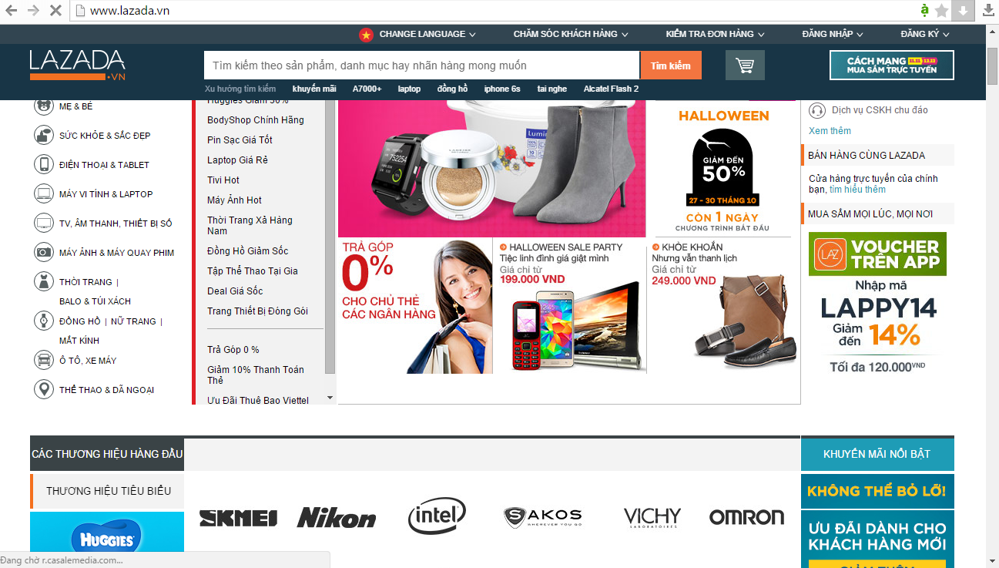 www.lazada.vn
CHANGE LANGUAGE
CHĂM SÓC KHÁCH HÀNG
KIỂM TRA ĐƠN HÀNG
ĐĂNG NHẬP
ĐĂNG KÝ
LAZADA
.VN
Tìm kiếm theo sản phẩm, danh mục hay nhãn hàng mong muốn
Tìm kiếm
CÁCH MẠNG 11.11 12.12
MUA SẮM TRỰC TUYẾN
Xu hướng tìm kiếm khuyến mãi A7000+ laptop đồng hồ iphone 6s tai nghe Alcatel Flash 2
MẸ & BÉ
SỨC KHỎE & SẮC ĐẸP
ĐIỆN THOẠI & TABLET
MÁY VI TÍNH & LAPTOP
TV, ÂM THANH, THIẾT BỊ SỐ
MÁY ẢNH & MÁY QUAY PHIM
THỜI TRANG |
BALO & TÚI XÁCH
ĐỒNG HỒ | NỮ TRANG |
MẮT KÍNH
Ô TÔ, XE MÁY
THỂ THAO & DÃ NGOẠI
Huggies Giảm 30%
BodyShop Chính Hãng
Pin Sạc Giá Tốt
Laptop Giá Rẻ
Tivi Hot
Máy Ảnh Hot
Thời Trang Xả Hàng
Nam
Đồng Hồ Giảm Sốc
Tập Thể Thao Tại Gia
Deal Giá Sốc
Trang Thiết Bị Đóng Gói
Trả Góp 0 %
Giảm 10% Thanh Toán
Thẻ
Ưu Đãi Thuê Bao Viettel
752254
LANEIGE
HALLOWEEN
GIẢM ĐẾN
50%
27 - 30 THÁNG 10
CÒN 1 NGÀY
CHƯƠNG TRÌNH BẮT ĐẦU
TRẢ GÓP
0%
CHO CHỦ THẺ
CÁC NGÂN HÀNG
HALLOWEEN SALE PARTY
Tiệc linh đình giá giật mình
Giá chỉ từ
199.000 VND
KHỎE KHOẮN
Nhưng vẫn thanh lịch
Giá chỉ từ
249.000 VND
Dịch vụ CSKH chu đáo
Xem thêm
BÁN HÀNG CÙNG LAZADA
Cửa hàng trực tuyến của chính
bạn, tìm hiểu thêm
MUA SẮM MỌI LÚC, MỌI NƠI
LAZ
VOUCHER
TRÊN APP
Nhập mã
LAPPY14
Giảm
đến 14%
Tối đa 120.000VND
CÁC THƯƠNG HIỆU HÀNG ĐẦU
THƯƠNG HIỆU TIÊU BIỂU
HUGGIES
SKMEI
Nikon
intel
SAKOS
WHEREVER YOU GO
VICHY
LABORATOIRES
OMRON
KHUYẾN MÃI NỔI BẬT
KHÔNG THỂ BỎ LỠ!
ƯU ĐÃI DÀNH CHO
KHÁCH HÀNG MỚI
GIẢM THÊM
Đang chờ r.casalemedia.com...